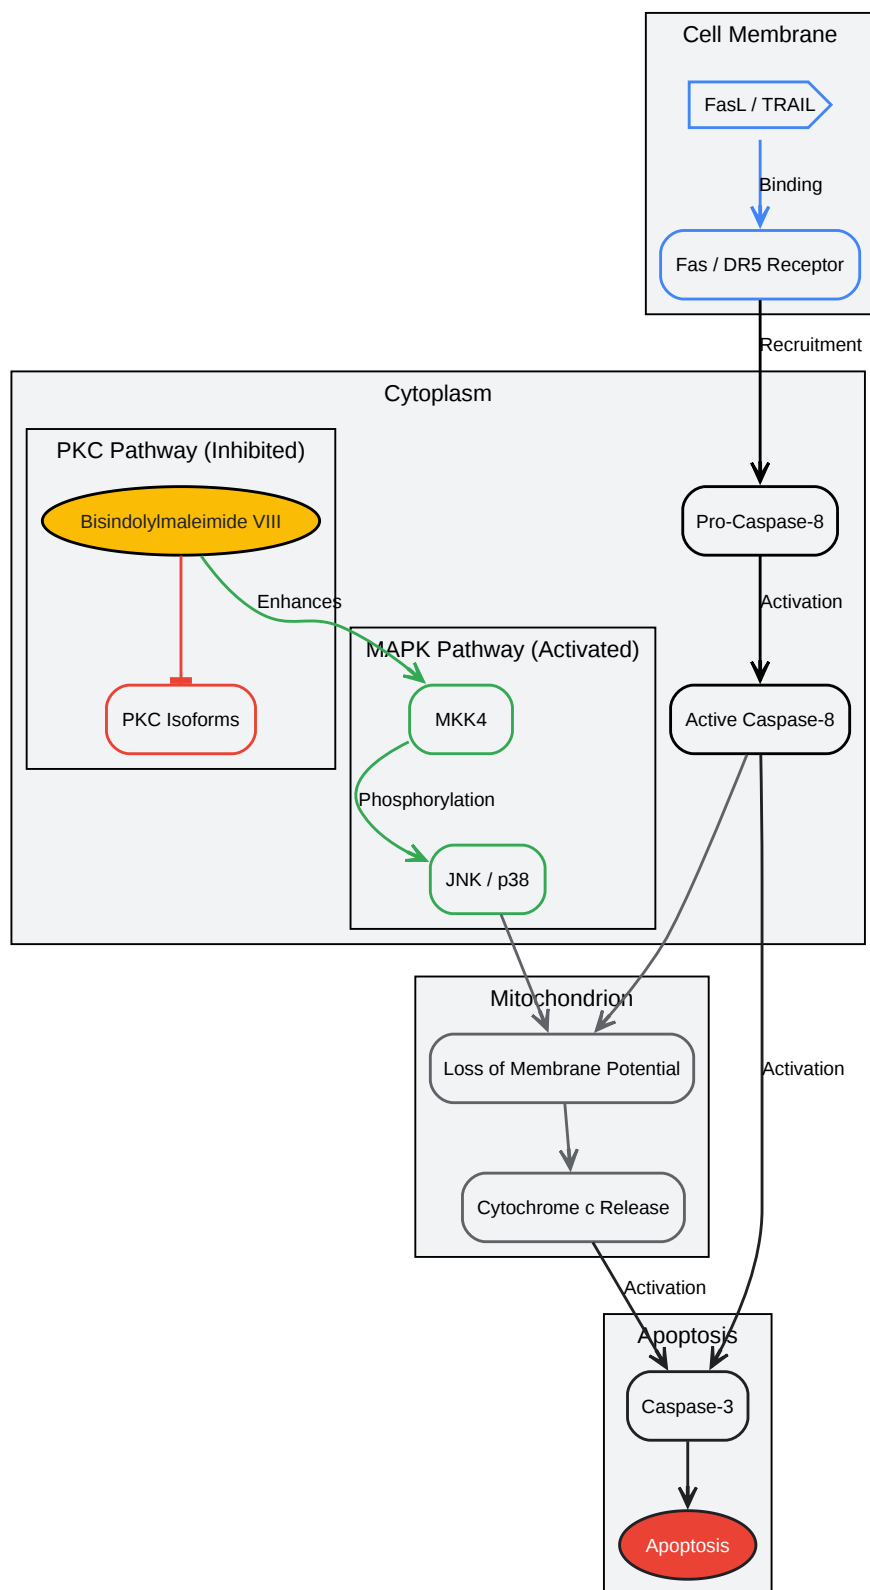 Cell Membrane
FasL / TRAIL
Binding
Fas / DR5 Receptor
Recruitment
Cytoplasm
PKC Pathway (Inhibited)
Bisindolylmaleimide VIII
Pro-Caspase-8
Enhances
Activation
MAPK Pathway (Activated)
PKC Isoforms
MKK4
Active Caspase-8
Phosphorylation
JNK / p38
Mitochondrion
Loss of Membrane Potential
Activation
Cytochrome c Release
Activation
Apoptosis
Caspase-3
Apoptosis